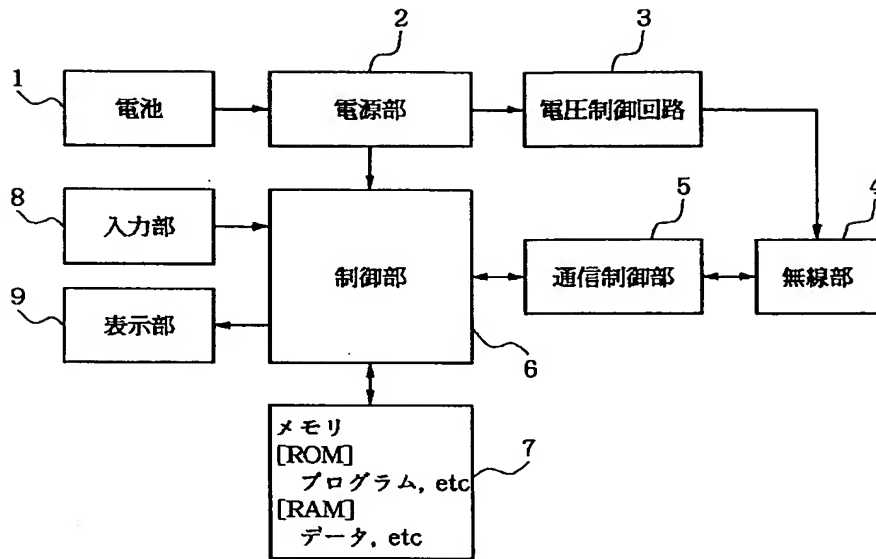 2
3
1
電池
電源部
電圧制御回路
8
入力部
5
4
制御部
通信制御部
無線部
9
表示部
6
メモリ
[ROM]
プログラム, etc
[RAM]
データ, etc
7